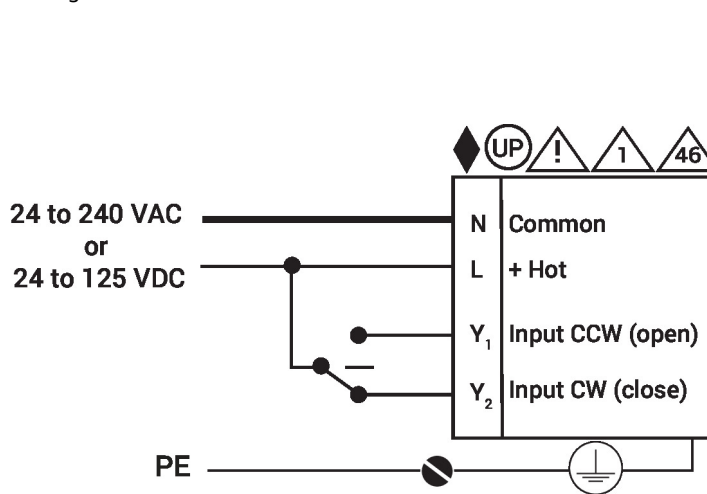 UP ! 1 46
24 to 240 VAC
or
24 to 125 VDC
N Common
L + Hot
Y1 Input CCW (open)
Y2 Input CW (close)
PE